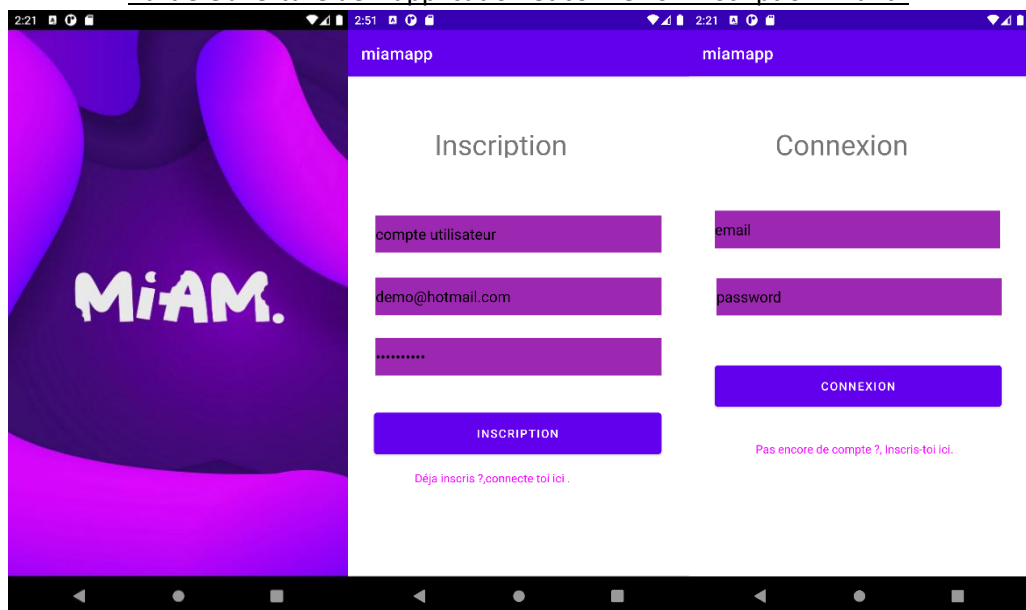 2:21
MiAM.
2:51
miamapp
Inscription
compte utilisateur
demo@hotmail.com
••••••••••
INSCRIPTION
Déja inscris ?,connecte toi ici .
2:21
miamapp
Connexion
email
password
CONNEXION
Pas encore de compte ?, Inscris-toi ici.